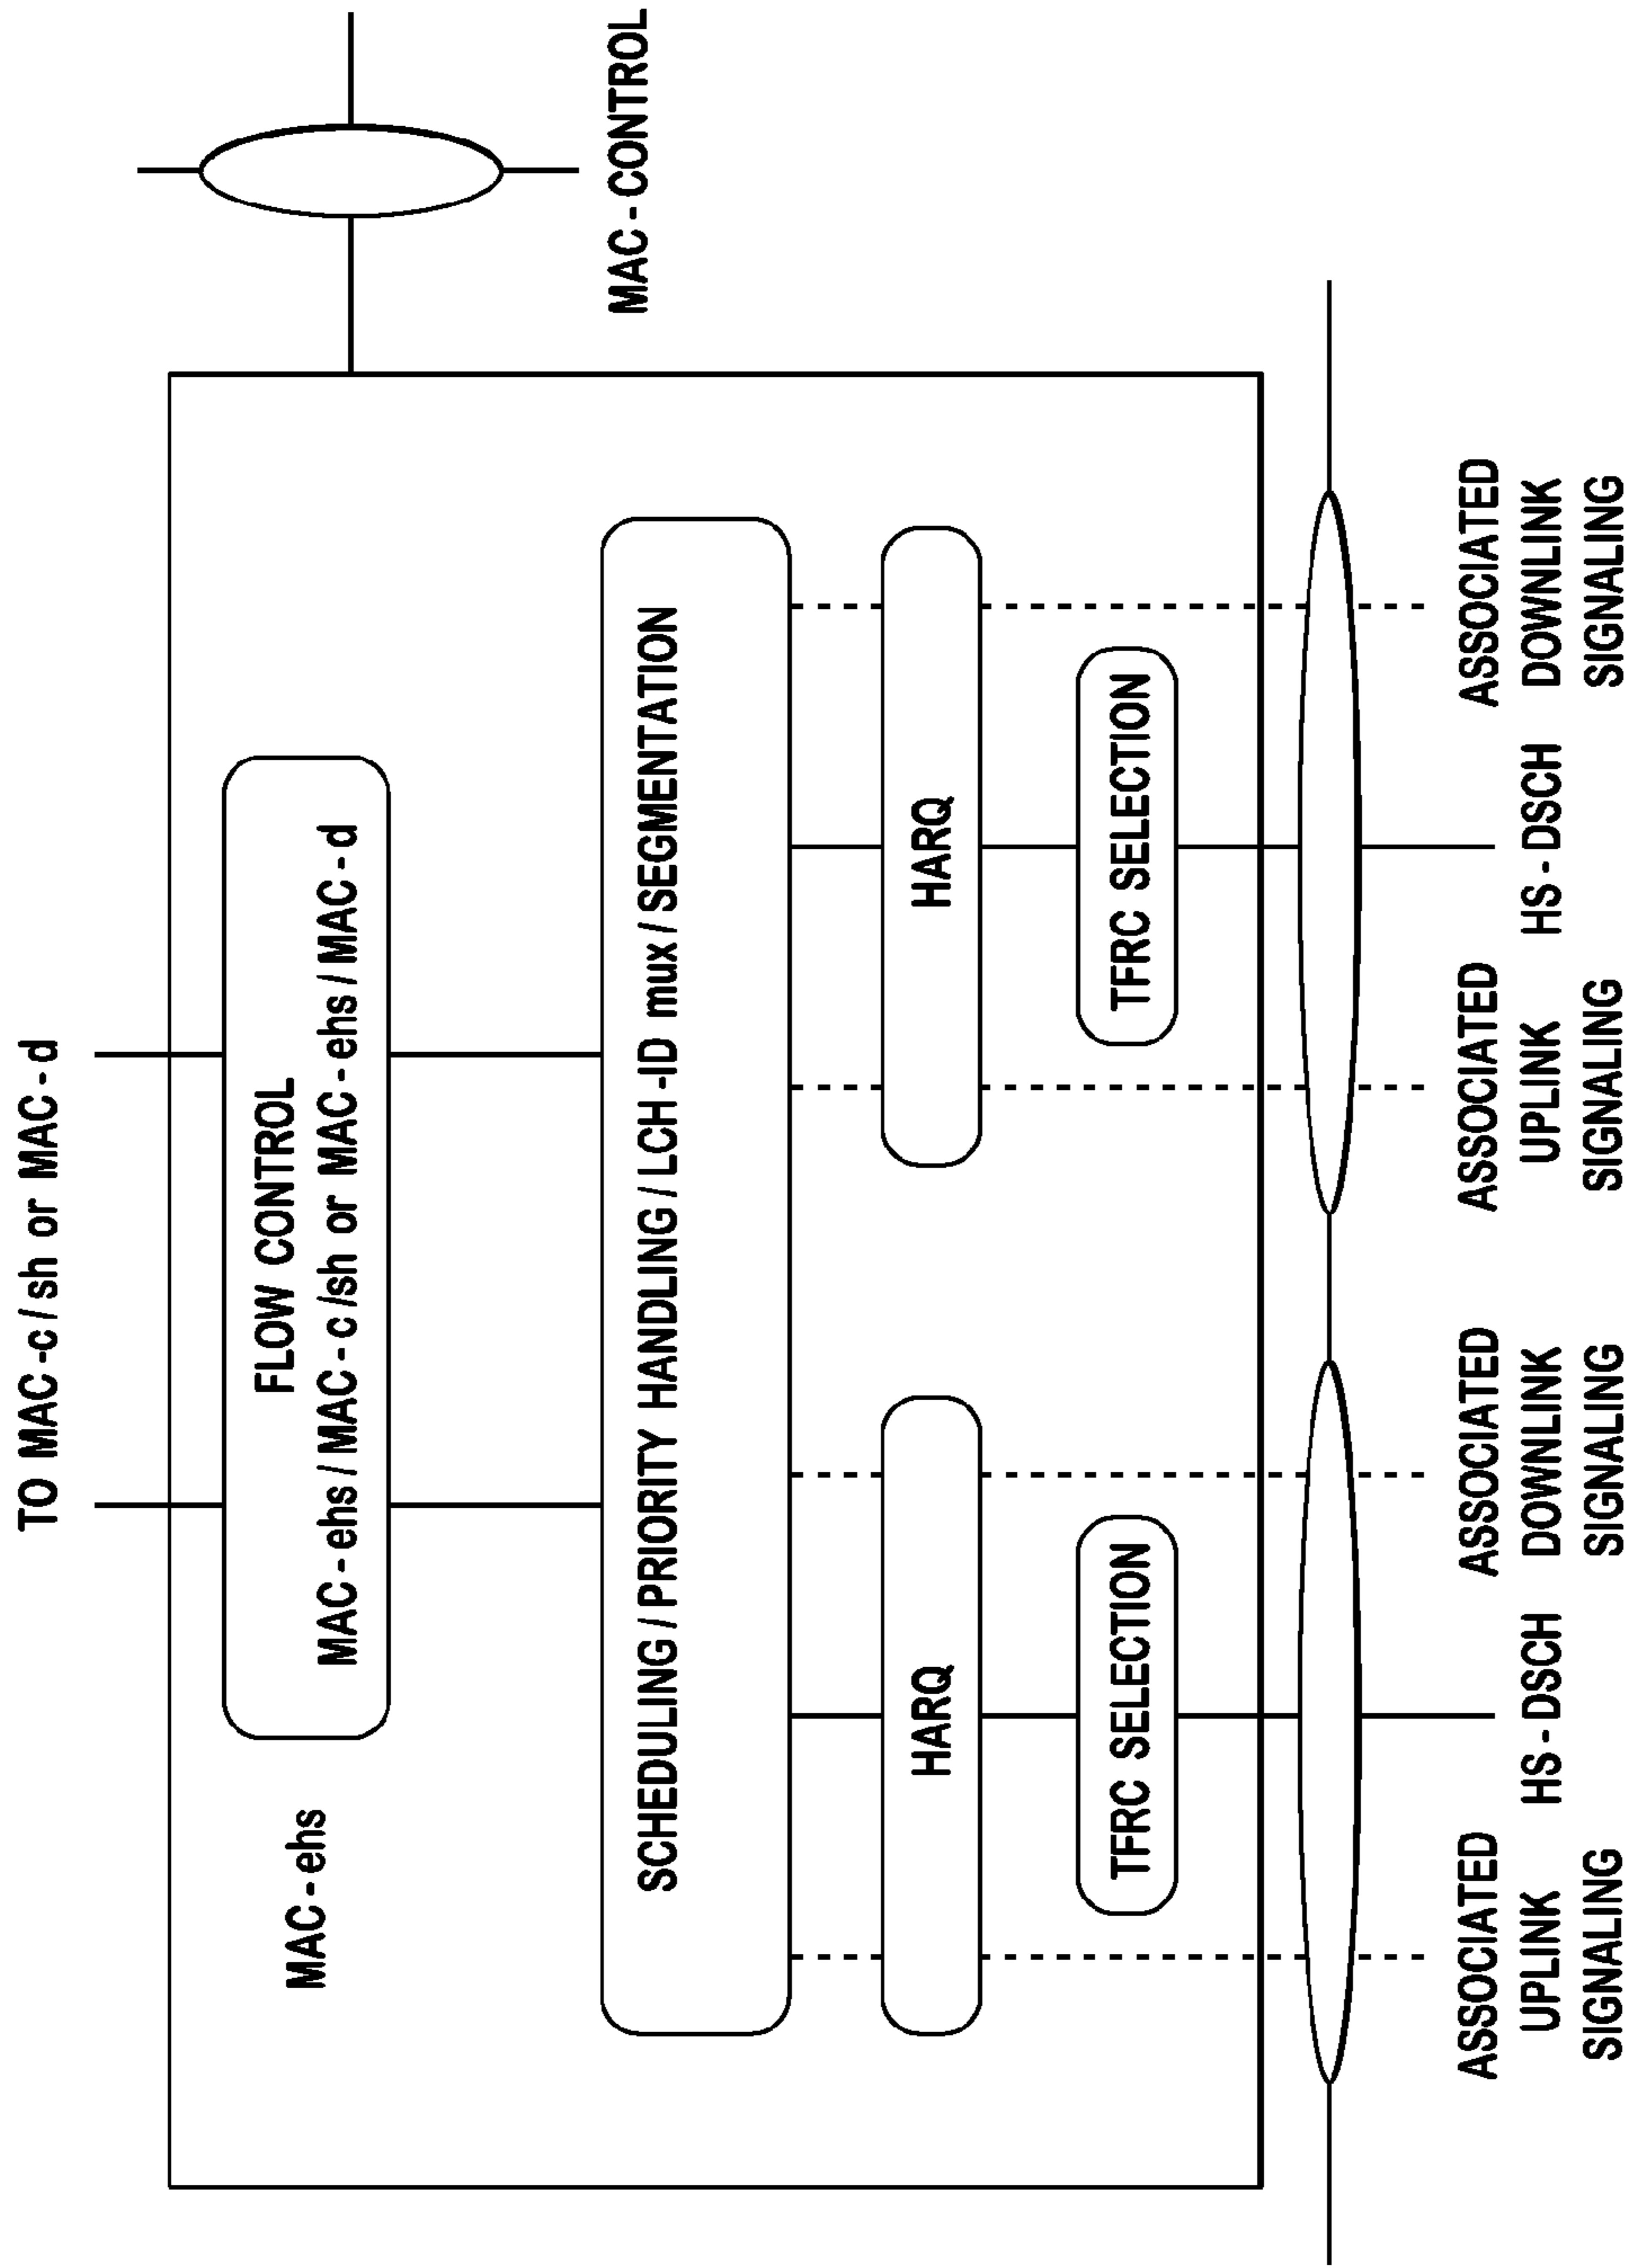 TO MAC-c/sh or MAC-d
MAC-CONTROL
MAC-ehs
FLOW CONTROL
MAC-ehs/MAC-c/sh or MAC-ehs/MAC-d
SCHEDULING/PRIORITY HANDLING/LCH-ID mux/SEGMENTATION
HARQ
HARQ
TFRC SELECTION
TFRC SELECTION
ASSOCIATED
UPLINK
SIGNALING
HS-DSCH
ASSOCIATED
DOWNLINK
SIGNALING
ASSOCIATED
UPLINK
SIGNALING
HS-DSCH
ASSOCIATED
DOWNLINK
SIGNALING